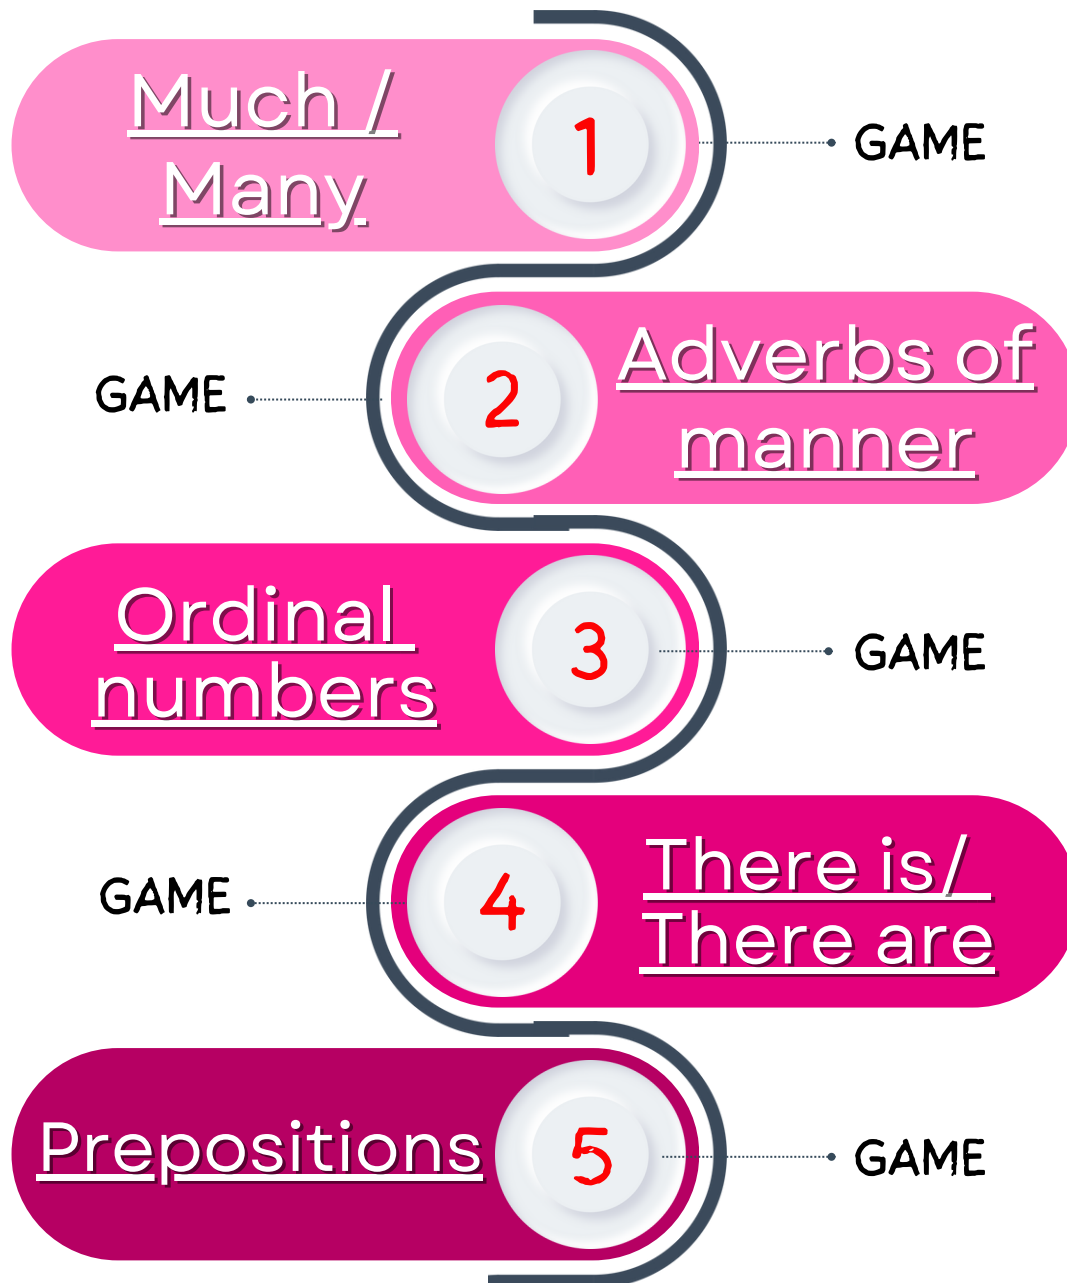 Much /
Many
1
GAME
GAME
2
Adverbs of
manner
Ordinal
numbers
3
GAME
GAME
4
There is/
There are
Prepositions
5
GAME